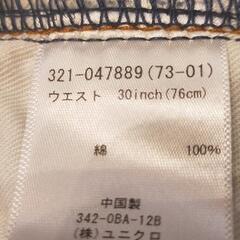 321-047889(73-01)
ウエスト 30inch(76cm)
綿 100%
中国製
342-0BA-12B
(株)ユニクロ